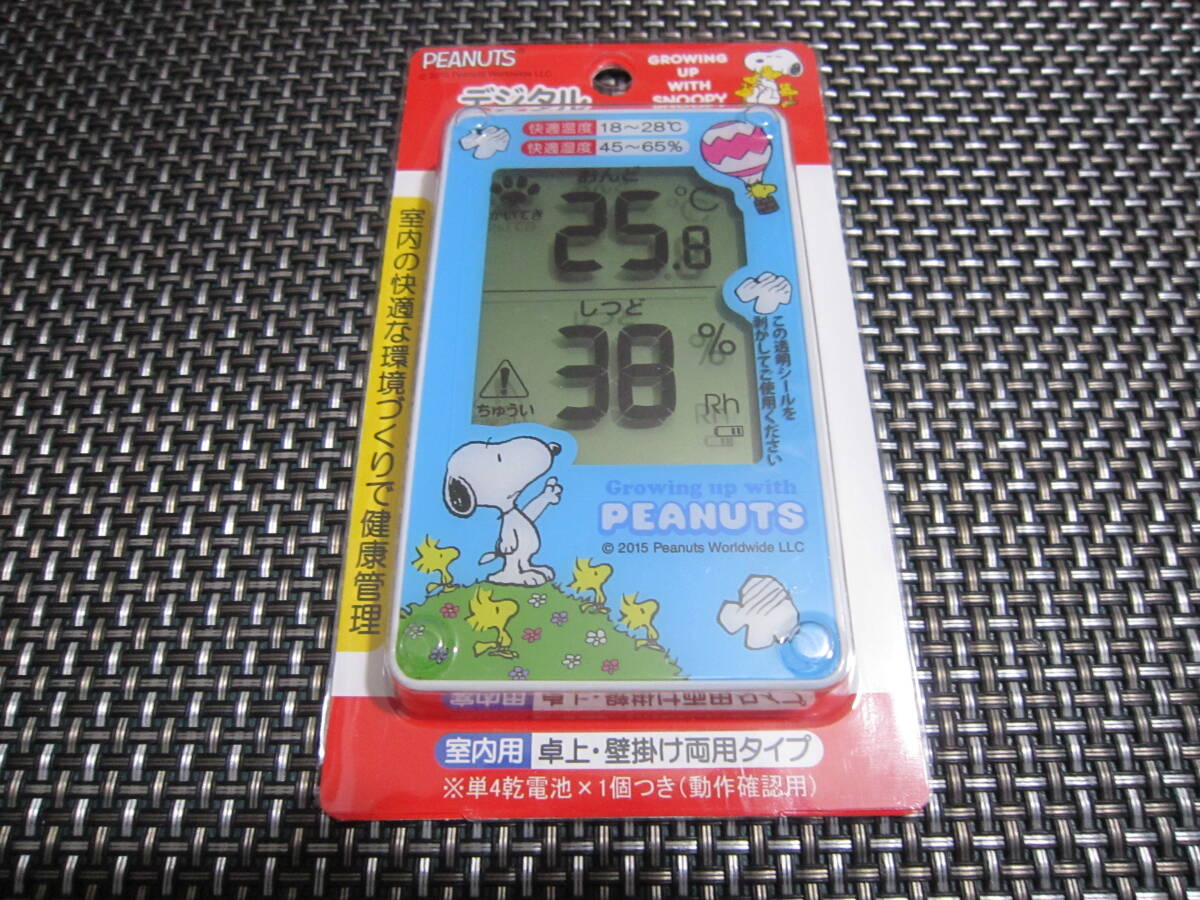 PEANUTS
© 2015 Peanuts Worldwide LLC
GROWING
UP
WITH
SNOOPY
デジタル
快適温度 18～28℃
快適湿度 45～65%
おんど
かいてき
25.8 ℃
しつど
38 %
ちゅうい
Rh
この透明シールを
剥がしてご使用ください
Growing up with
PEANUTS
© 2015 Peanuts Worldwide LLC
室内の快適な環境づくりで健康管理
室内用 卓上・壁掛け両用タイプ
※単4乾電池×1個つき(動作確認用)